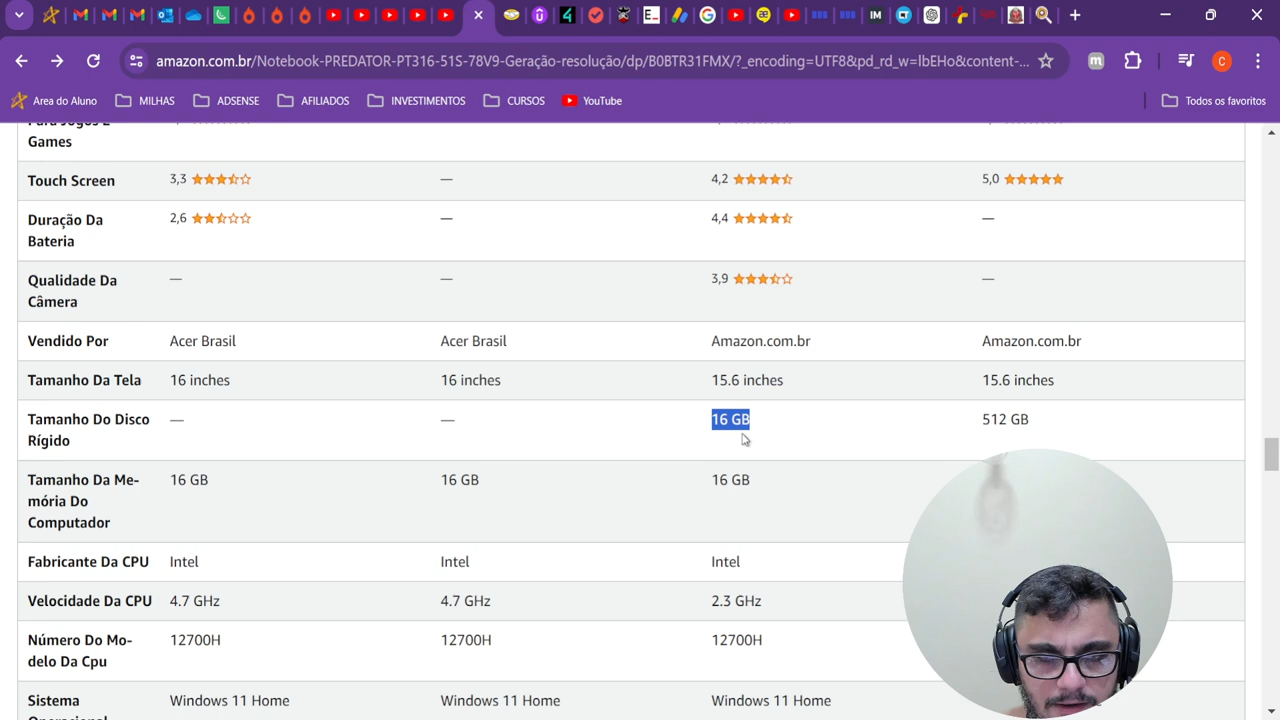 amazon.com.br/Notebook-PREDATOR-PT316-51S-78V9-Geração-resolução/dp/B0BTR31FMX/?_encoding=UTF8&pd_rd_w=lbEHo&content-...
Area do Aluno MILHAS ADSENSE AFILIADOS INVESTIMENTOS CURSOS YouTube Todos os favoritos
Games
Touch Screen 3,3 — 4,2 5,0
Duração Da 2,6 — 4,4 —
Bateria
Qualidade Da — — 3,9 —
Câmera
Vendido Por Acer Brasil Acer Brasil Amazon.com.br Amazon.com.br
Tamanho Da Tela 16 inches 16 inches 15.6 inches 15.6 inches
Tamanho Do Disco — — 16 GB 512 GB
Rígido
Tamanho Da Me- 16 GB 16 GB 16 GB
mória Do
Computador
Fabricante Da CPU Intel Intel Intel
Velocidade Da CPU 4.7 GHz 4.7 GHz 2.3 GHz
Número Do Mo- 12700H 12700H 12700H
delo Da Cpu
Sistema Windows 11 Home Windows 11 Home Windows 11 Home